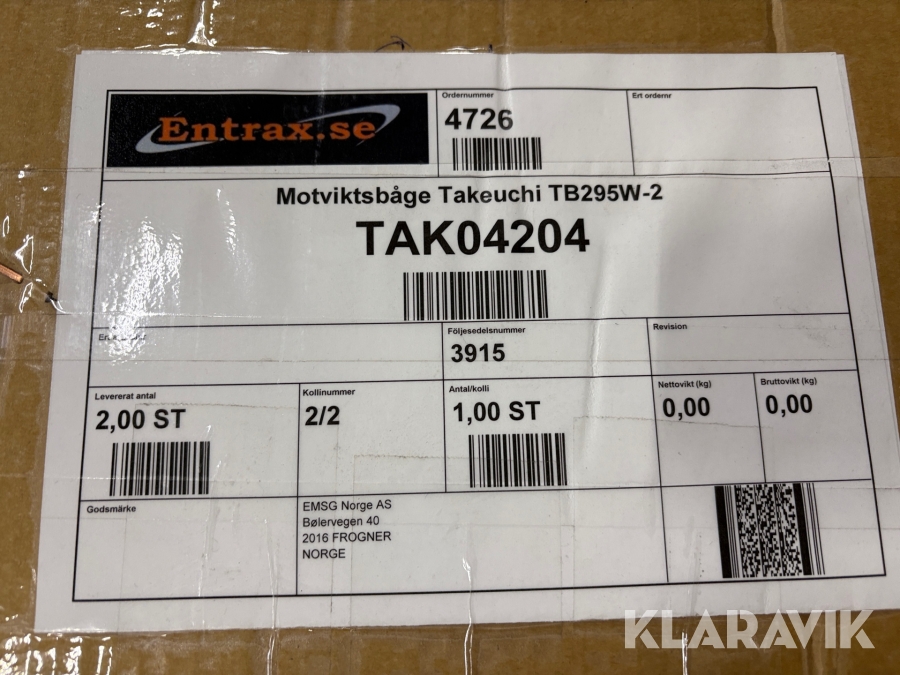 Entrax.se
Ordernummer
4726
Ert ordernr
Motviktsbåge Takeuchi TB295W-2
TAK04204
Följesedelsnummer
3915
Revision
Levererat antal
2,00 ST
Kollinummer
2/2
Antal/kolli
1,00 ST
Nettovikt (kg)
0,00
Bruttovikt (kg)
0,00
Godsmärke
EMSG Norge AS
Bølervegen 40
2016 FROGNER
NORGE
KLARAVIK